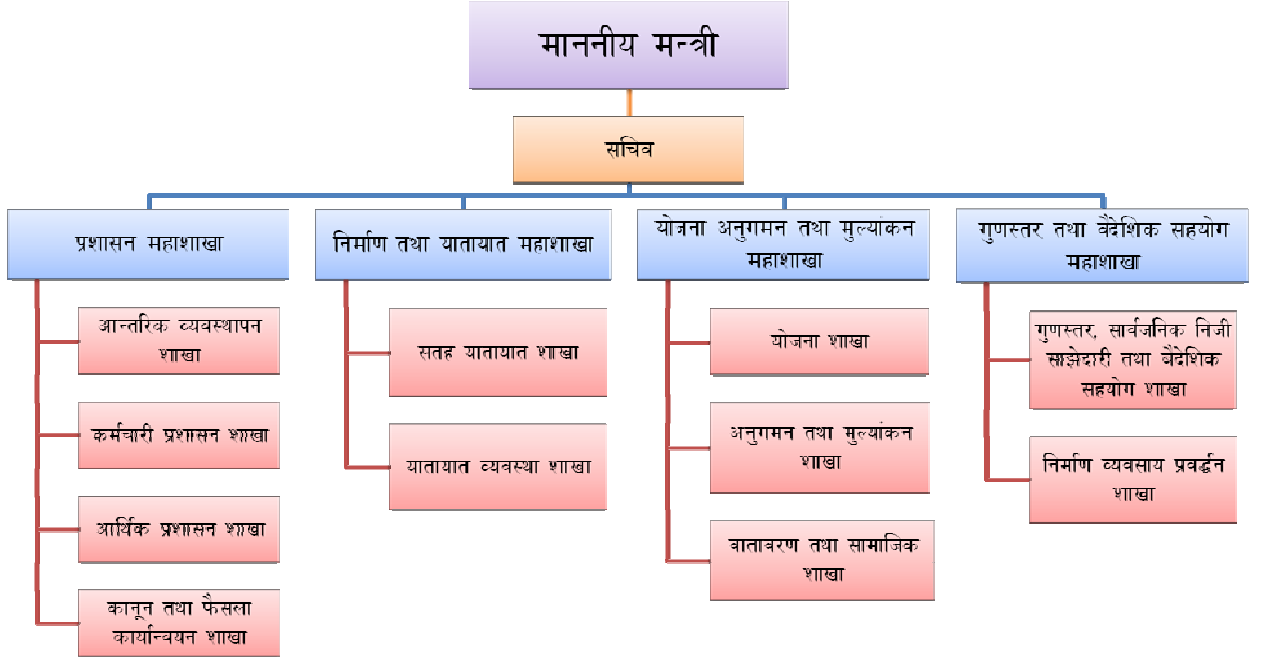 माननीय मन्त्री
सचिव
प्रशासन महाशाखा
आन्तरिक व्यवस्थापन
शाखा
कर्मचारी प्रशासन शाखा
आर्थिक प्रशासन शाखा
कानून तथा फैसला
कार्यान्वयन शाखा
निर्माण तथा यातायात महाशाखा
सतह यातायात शाखा
यातायात व्यवस्था शाखा
योजना अनुगमन तथा मुल्यांकन
महाशाखा
योजना शाखा
अनुगमन तथा मुल्यांकन
शाखा
वातावरण तथा सामाजिक
शाखा
गुणस्तर तथा बैदेशिक सहयोग
महाशाखा
गुणस्तर, सार्वजनिक निजी
साझेदारी तथा बैदेशिक
सहयोग शाखा
निर्माण व्यवसाय प्रवर्द्धन
शाखा